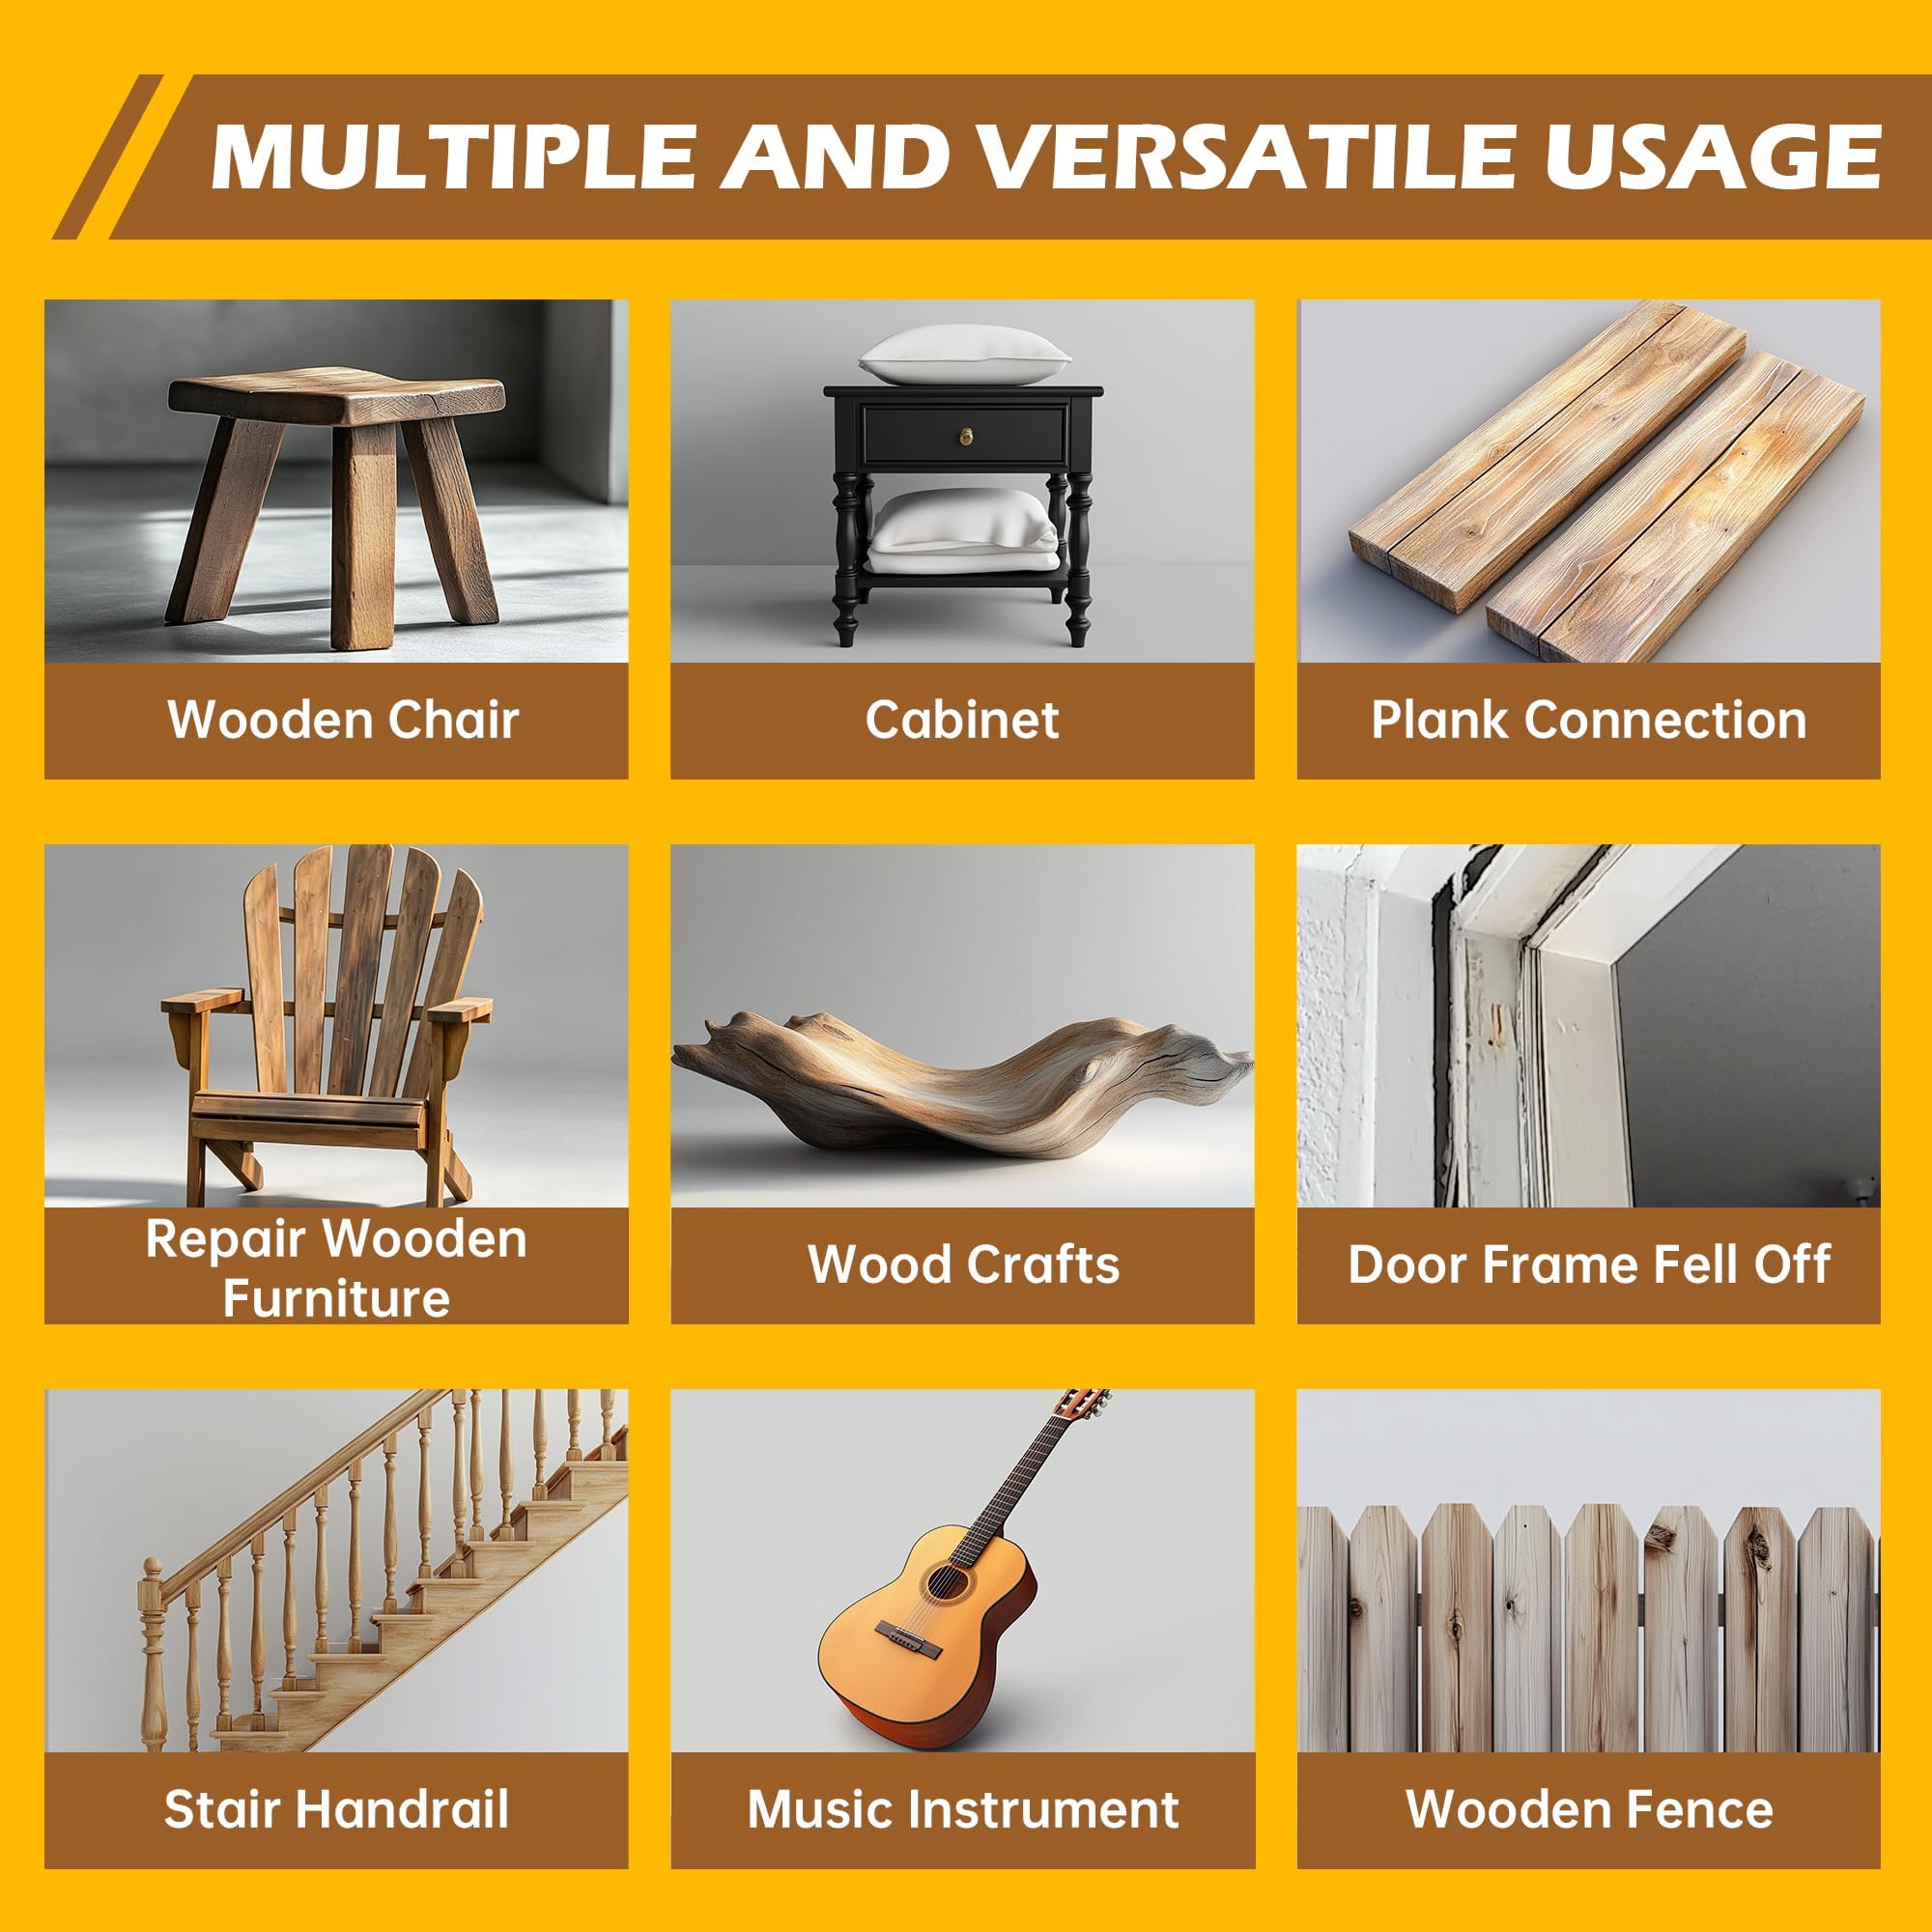 MULTIPLE AND VERSATILE USAGE
Wooden Chair
Cabinet
Plank Connection
Repair Wooden
Furniture
Wood Crafts
Door Frame Fell Off
Stair Handrail
Music Instrument
Wooden Fence